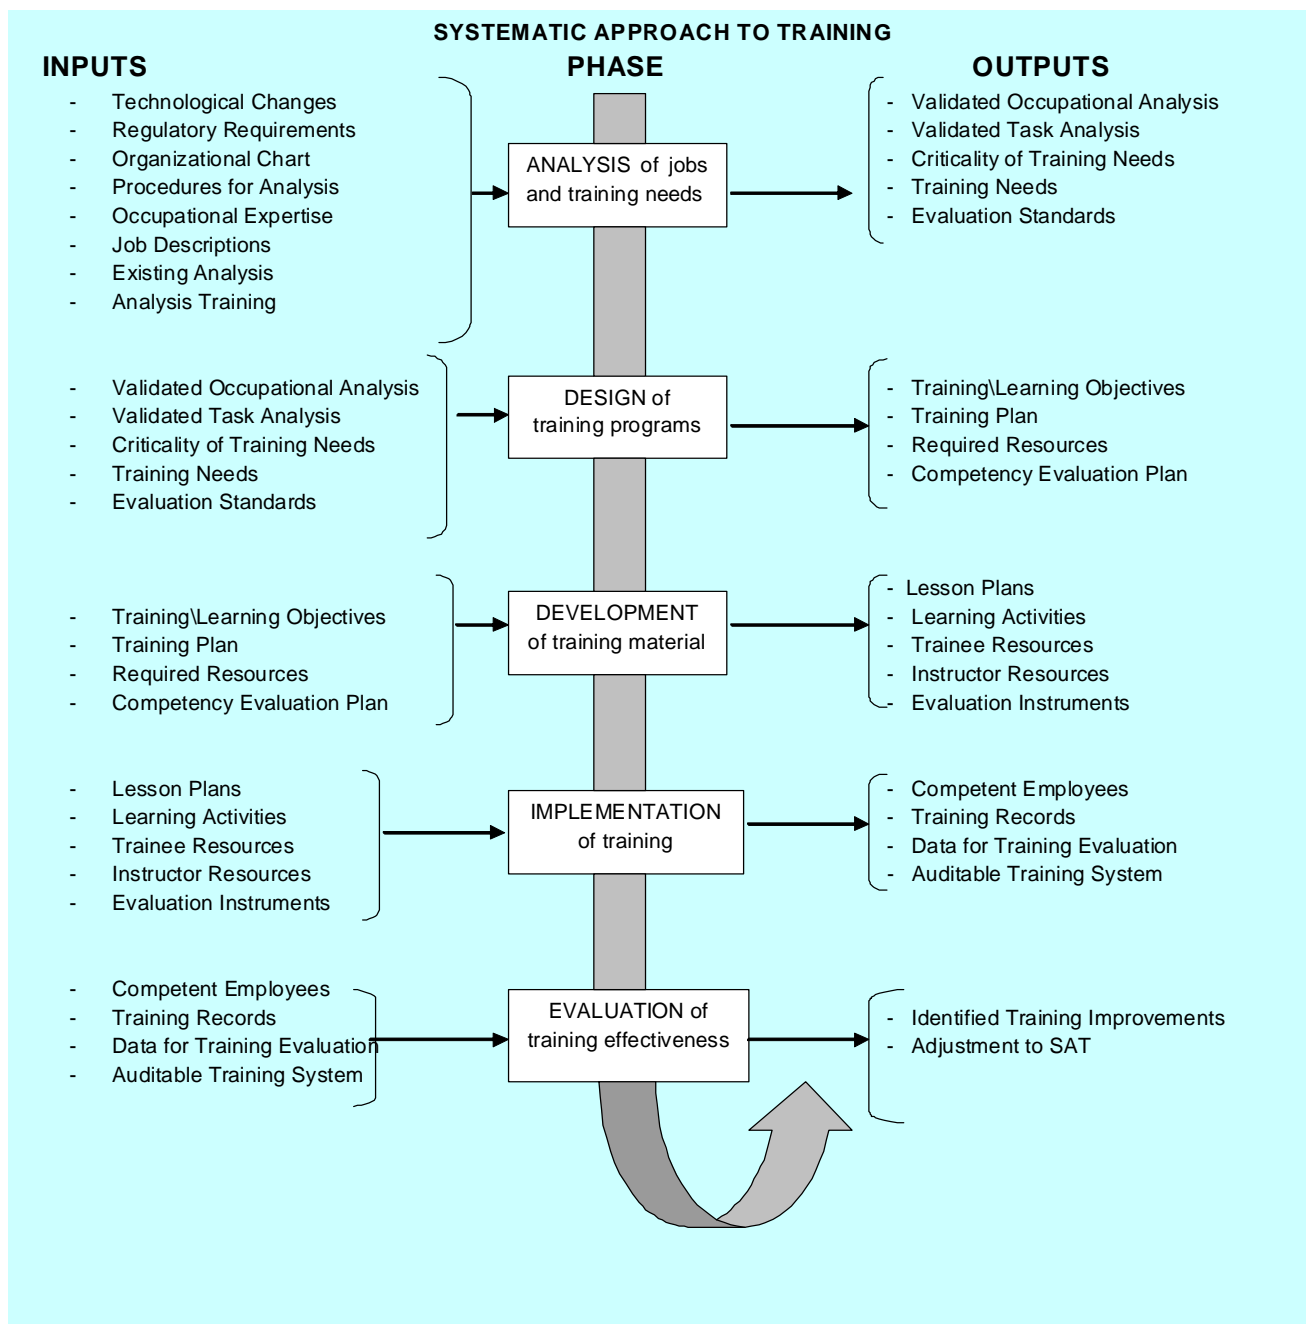 SYSTEMATIC APPROACH TO TRAINING
INPUTS
PHASE
OUTPUTS
- Technological Changes
- Regulatory Requirements
- Organizational Chart
- Procedures for Analysis
- Occupational Expertise
- Job Descriptions
- Existing Analysis
- Analysis Training
ANALYSIS of jobs
and training needs
- Validated Occupational Analysis
- Validated Task Analysis
- Criticality of Training Needs
- Training Needs
- Evaluation Standards
- Validated Occupational Analysis
- Validated Task Analysis
- Criticality of Training Needs
- Training Needs
- Evaluation Standards
DESIGN of
training programs
- Training\Learning Objectives
- Training Plan
- Required Resources
- Competency Evaluation Plan
- Training\Learning Objectives
- Training Plan
- Required Resources
- Competency Evaluation Plan
DEVELOPMENT
of training material
- Lesson Plans
- Learning Activities
- Trainee Resources
- Instructor Resources
- Evaluation Instruments
- Lesson Plans
- Learning Activities
- Trainee Resources
- Instructor Resources
- Evaluation Instruments
IMPLEMENTATION
of training
- Competent Employees
- Training Records
- Data for Training Evaluation
- Auditable Training System
- Competent Employees
- Training Records
- Data for Training Evaluation
- Auditable Training System
EVALUATION of
training effectiveness
- Identified Training Improvements
- Adjustment to SAT